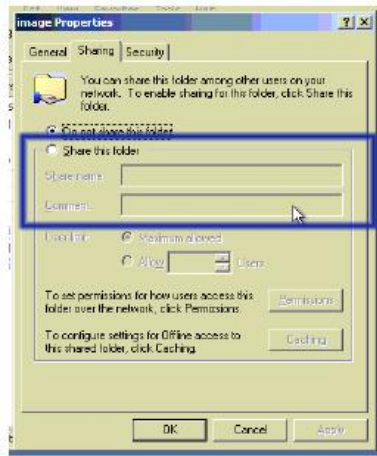 image Properties
General Sharing Security
You can share this folder among other users on your
network. To enable sharing for this folder, click Share this
folder.
Do not share this folder
Share this folder
Share name:
Comment:
User limit: Maximum allowed
Allow Users
To set permissions for how users access this
folder over the network, click Permissions.
Permissions
To configure settings for Offline access to
this shared folder, click Caching.
Caching
OK Cancel Apply